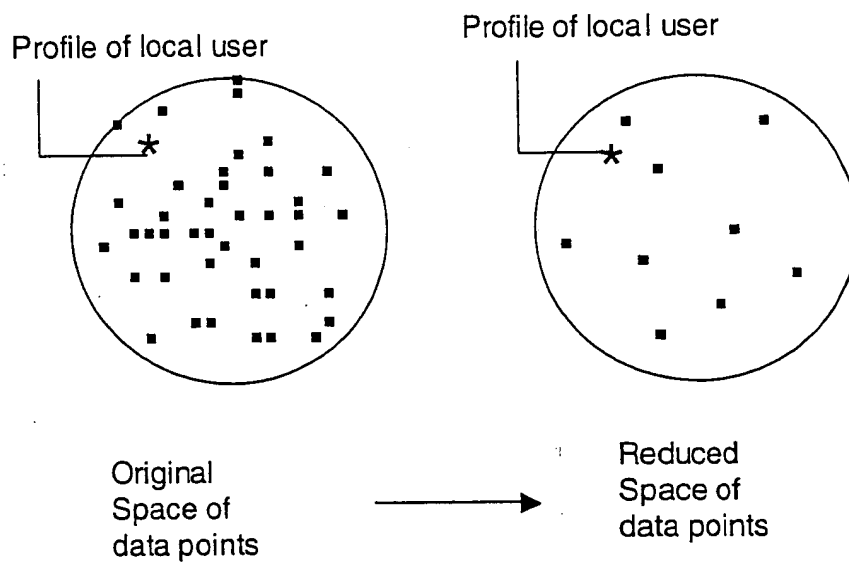 Profile of local user
Profile of local user
Original
Space of
data points
Reduced
Space of
data points